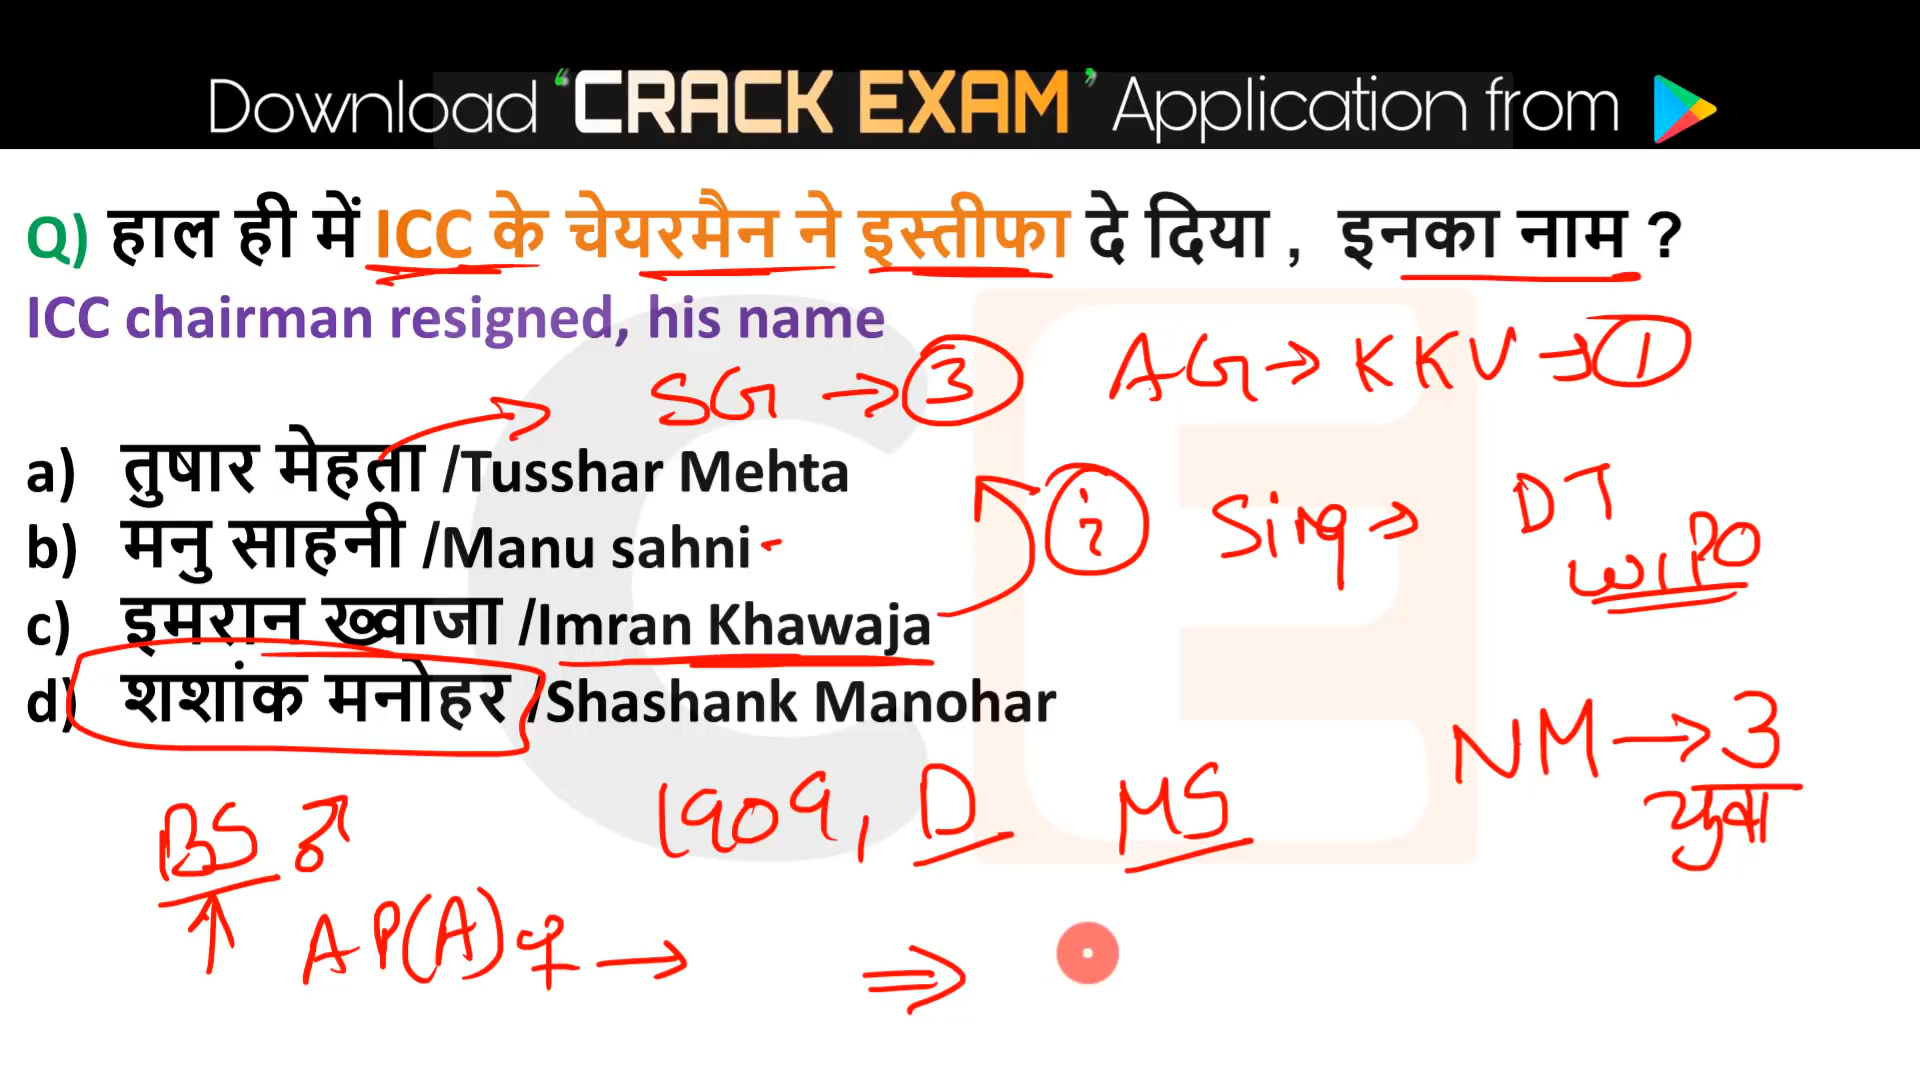 Download “CRACK EXAM” Application from
Q) हाल ही में ICC के चेयरमैन ने इस्तीफा दे दिया , इनका नाम ?
ICC chairman resigned, his name
SG → 3 AG → KKV → 1
a) तुषार मेहता /Tusshar Mehta
b) मनु साहनी /Manu sahni
Sing → DT
WIPO
c) इमरान ख्वाजा /Imran Khawaja
d) शशांक मनोहर /Shashank Manohar
NM → 3
युवा
BS ♂ 1909, D MS
AP(A) ♀ → ⇒